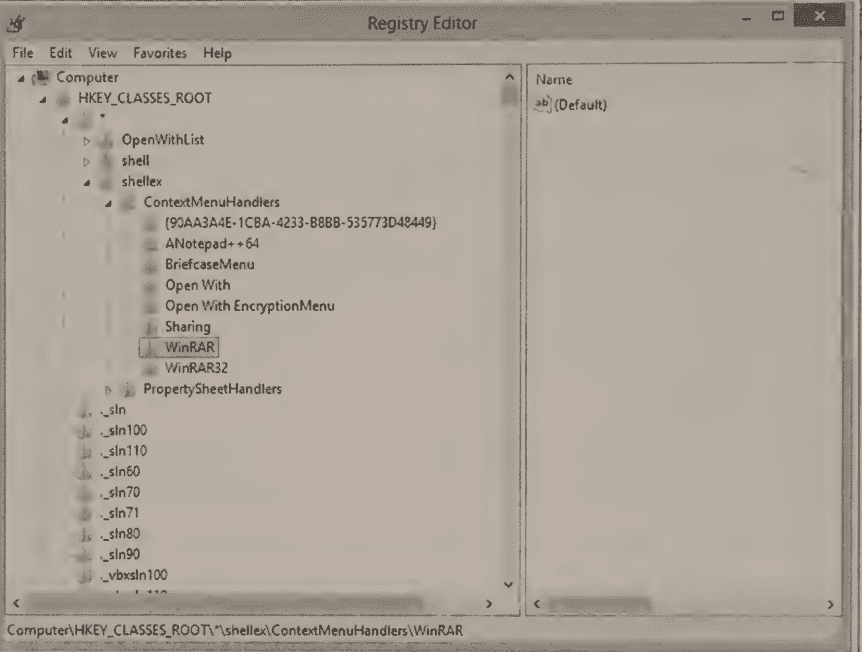 Registry Editor
File Edit View Favorites Help
Computer
HKEY_CLASSES_ROOT
*
OpenWithList
shell
shellex
ContextMenuHandlers
{90AA3A4E-1CBA-4233-B8BB-535773D48449}
ANotepad++64
BriefcaseMenu
Open With
Open With EncryptionMenu
Sharing
WinRAR
WinRAR32
PropertySheetHandlers
._sln
._sln100
._sln110
._sln60
._sln70
._sln71
._sln80
._sln90
._vbxsln100
Name
ab (Default)
Computer\HKEY_CLASSES_ROOT\*\shellex\ContextMenuHandlers\WinRAR